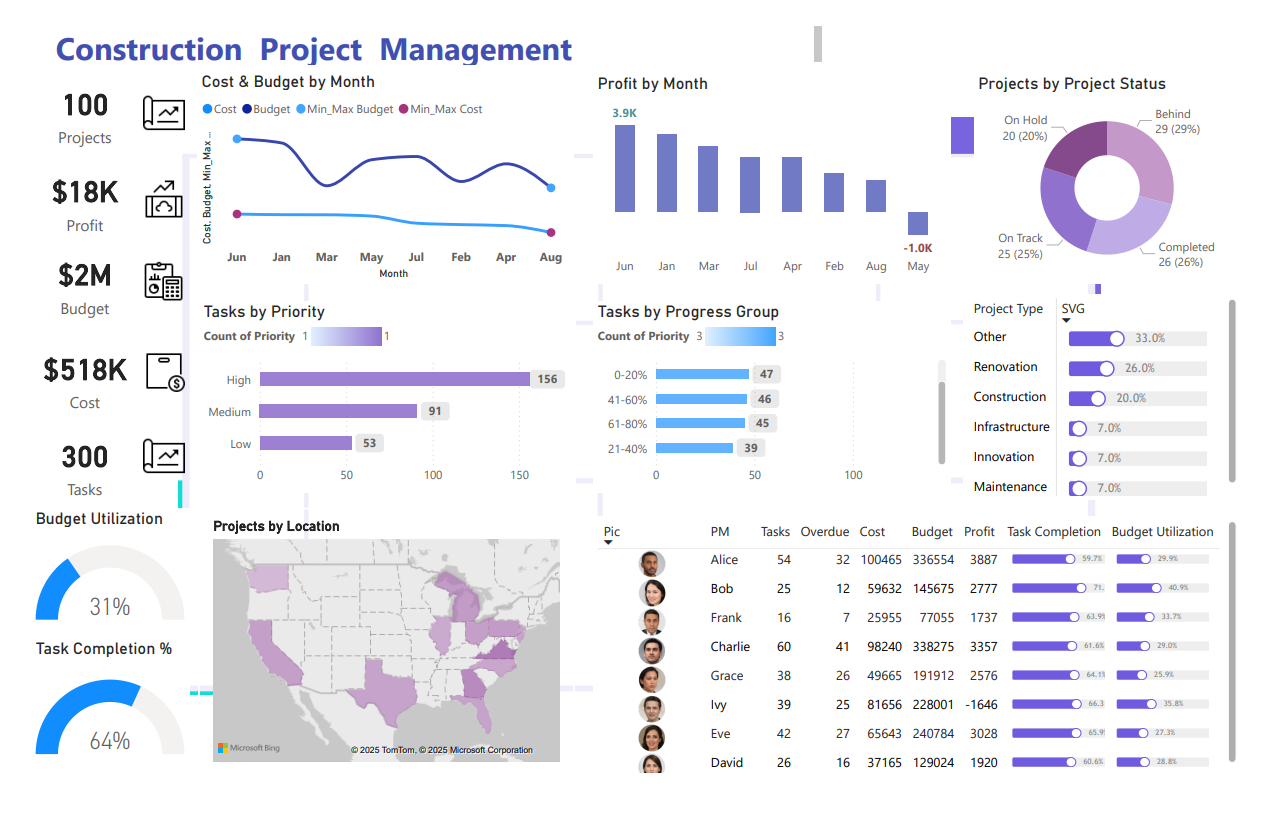 Construction Project Management
100
Projects
$18K
Profit
$2M
Budget
$518K
Cost
300
Tasks
Cost & Budget by Month
Cost Budget Min_Max Budget Min_Max Cost
Cost, Budget, Min_Max ...
Jun Jan Mar May Jul Feb Apr Aug
Month
Profit by Month
3.9K
-1.0K
Jun Jan Mar Jul Apr Feb Aug May
Projects by Project Status
On Hold
20 (20%)
Behind
29 (29%)
On Track
25 (25%)
Completed
26 (26%)
Tasks by Priority
Count of Priority 1 1
High 156
Medium 91
Low 53
0 50 100 150
Tasks by Progress Group
Count of Priority 3 3
0-20% 47
41-60% 46
61-80% 45
21-40% 39
0 50 100
Project Type SVG
Other 33.0%
Renovation 26.0%
Construction 20.0%
Infrastructure 7.0%
Innovation 7.0%
Maintenance 7.0%
Budget Utilization
31%
Task Completion %
64%
Projects by Location
Microsoft Bing
© 2025 TomTom, © 2025 Microsoft Corporation
Pic PM Tasks Overdue Cost Budget Profit Task Completion Budget Utilization
Alice 54 32 100465 336554 3887 59.7% 29.9%
Bob 25 12 59632 145675 2777 71. 40.9%
Frank 16 7 25955 77055 1737 63.9% 33.7%
Charlie 60 41 98240 338275 3357 61.6% 29.0%
Grace 38 26 49665 191912 2576 64.1% 25.9%
Ivy 39 25 81656 228001 -1646 66.3 35.8%
Eve 42 27 65643 240784 3028 65.9% 27.3%
David 26 16 37165 129024 1920 60.6% 28.8%